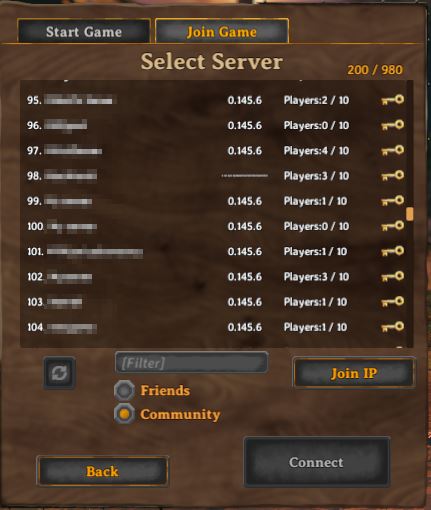 Start Game Join Game
Select Server
200 / 980
95. 0.145.6 Players:2 / 10
96. 0.145.6 Players:0 / 10
97. 0.145.6 Players:4 / 10
98. Players:3 / 10
99. 0.145.6 Players:1 / 10
100. 0.145.6 Players:0 / 10
101. 0.145.6 Players:1 / 10
102. 0.145.6 Players:3 / 10
103. 0.145.6 Players:1 / 10
104. 0.145.6 Players:1 / 10
[Filter]
Join IP
Friends
Community
Back
Connect